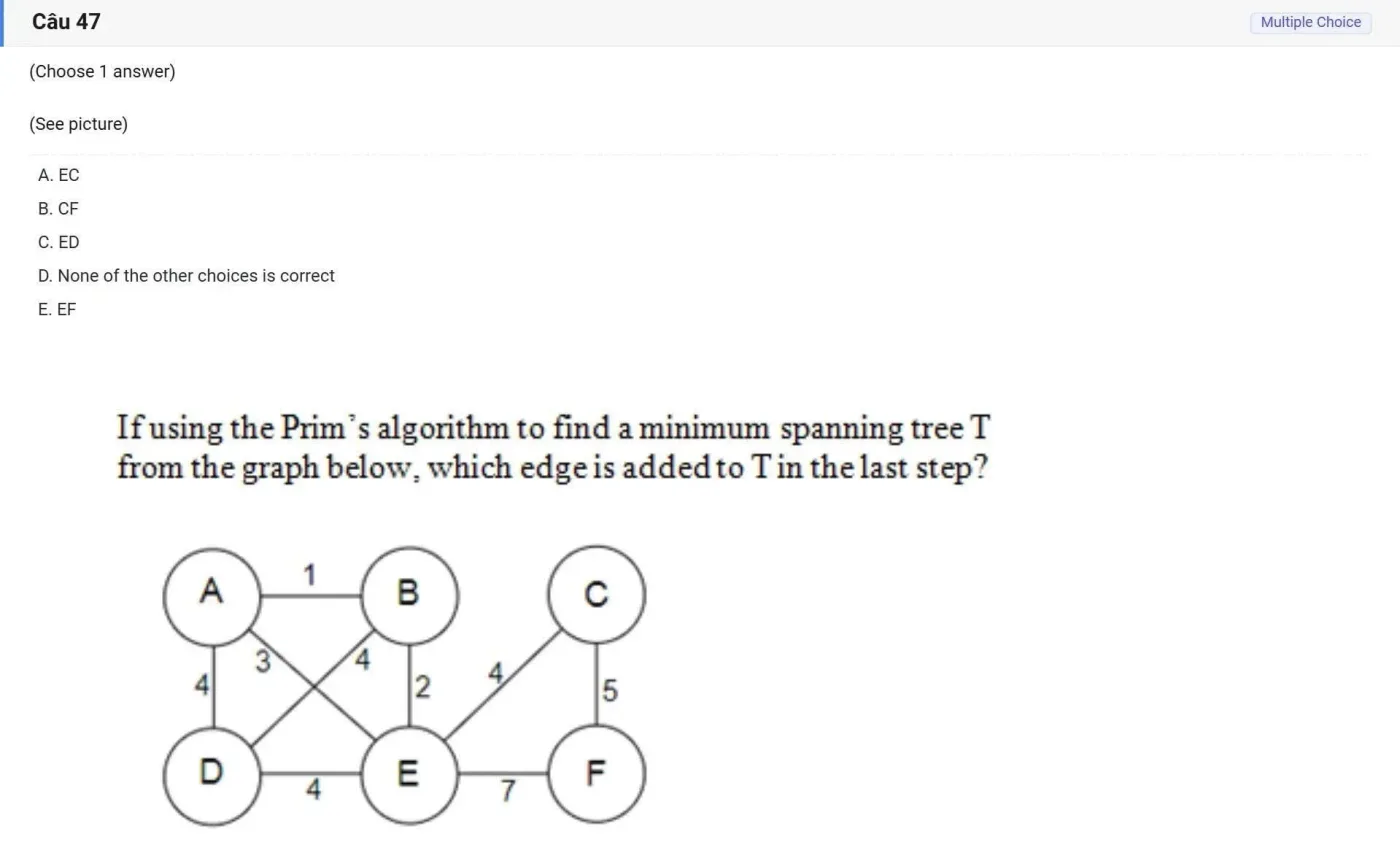 Câu 47
Multiple Choice
(Choose 1 answer)
(See picture)
A. EC
B. CF
C. ED
D. None of the other choices is correct
E. EF
If using the Prim's algorithm to find a minimum spanning tree T
from the graph below, which edge is added to T in the last step?
A
1
B
C
3
4
4
2
4
5
D
4
E
7
F